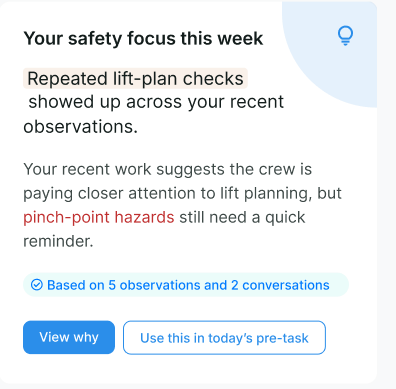 Your safety focus this week
Repeated lift-plan checks
showed up across your recent
observations.
Your recent work suggests the crew is
paying closer attention to lift planning, but
pinch-point hazards still need a quick
reminder.
Based on 5 observations and 2 conversations
View why
Use this in today’s pre-task